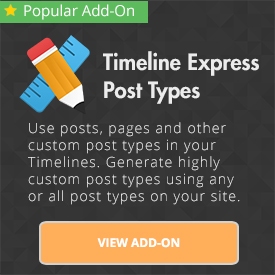 Popular Add-On
Timeline Express
Post Types
Use posts, pages and other
custom post types in your
Timelines. Generate highly
custom post types using any
or all post types on your site.
VIEW ADD-ON